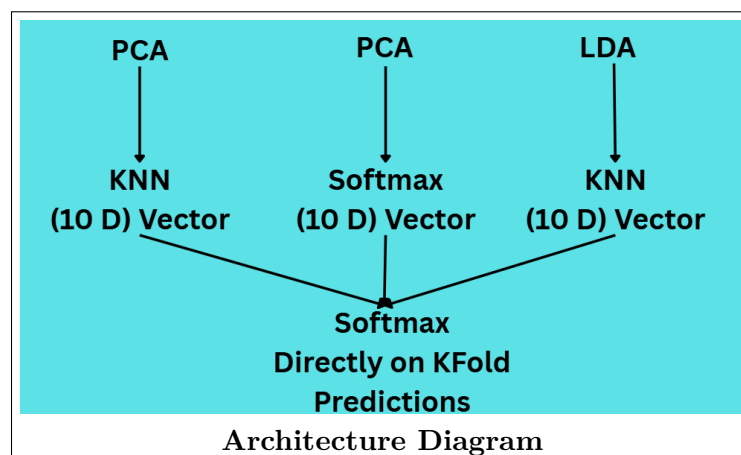 PCA PCA LDA
KNN Softmax KNN
(10 D) Vector (10 D) Vector (10 D) Vector
Softmax
Directly on KFold
Predictions
Architecture Diagram